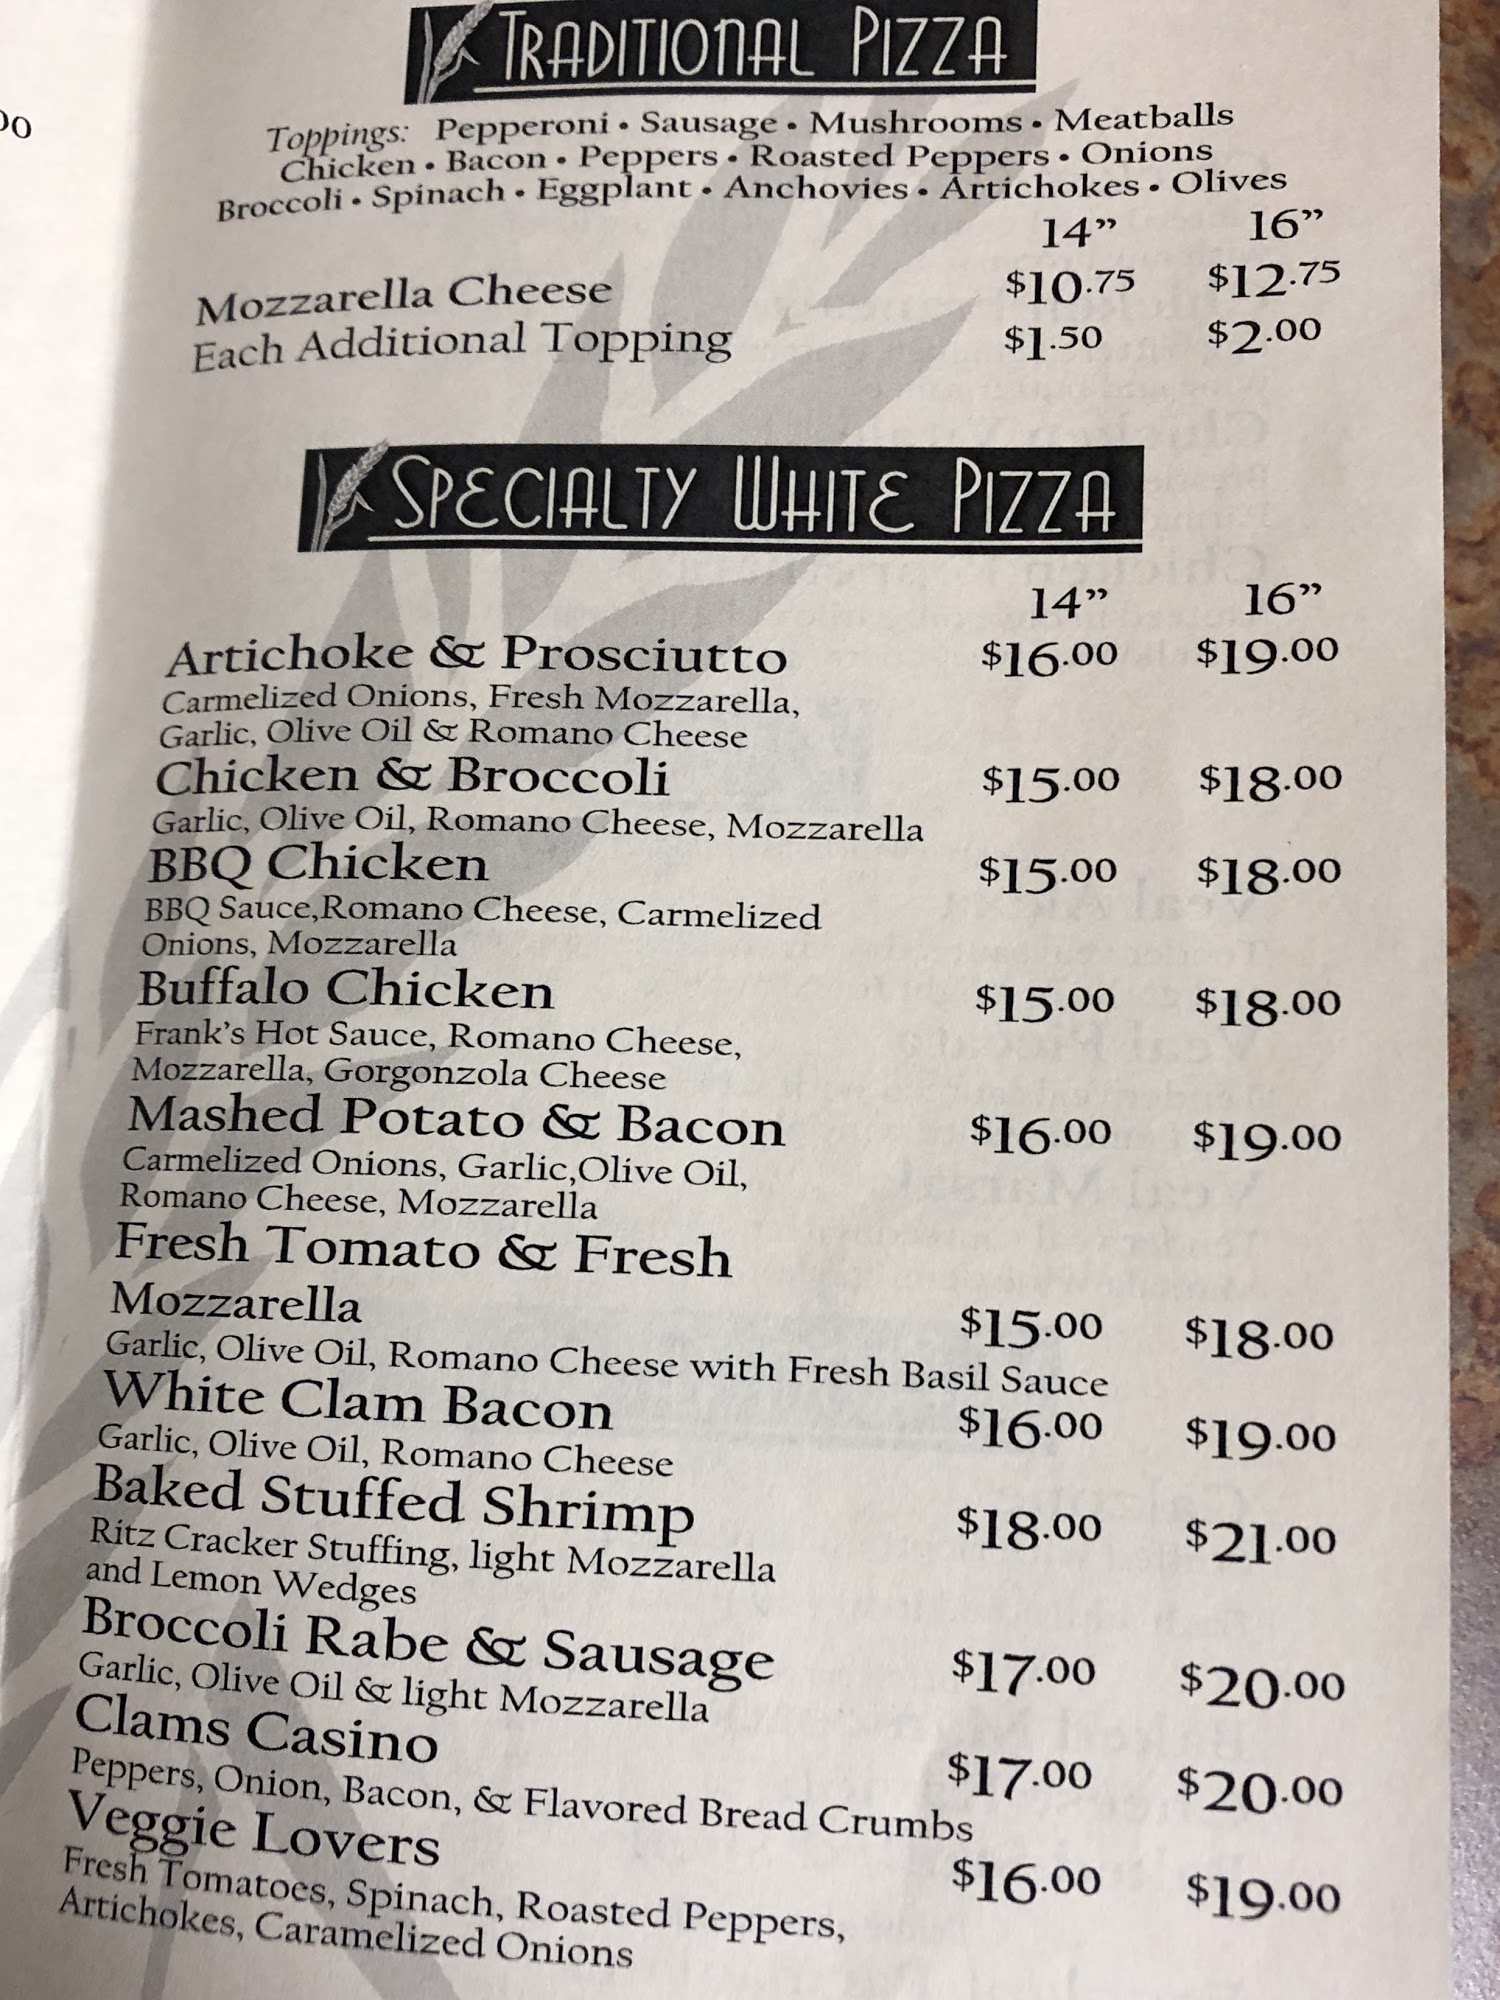 00
TRADITIONAL PIZZA
Toppings: Pepperoni • Sausage • Mushrooms • Meatballs
Chicken • Bacon • Peppers • Roasted Peppers • Onions
Broccoli • Spinach • Eggplant • Anchovies • Artichokes • Olives
14” 16”
Mozzarella Cheese $10.75 $12.75
Each Additional Topping $1.50 $2.00
SPECIALTY WHITE PIZZA
14” 16”
Artichoke & Prosciutto $16.00 $19.00
Carmelized Onions, Fresh Mozzarella,
Garlic, Olive Oil & Romano Cheese
Chicken & Broccoli $15.00 $18.00
Garlic, Olive Oil, Romano Cheese, Mozzarella
BBQ Chicken $15.00 $18.00
BBQ Sauce,Romano Cheese, Carmelized
Onions, Mozzarella
Buffalo Chicken $15.00 $18.00
Frank’s Hot Sauce, Romano Cheese,
Mozzarella, Gorgonzola Cheese
Mashed Potato & Bacon $16.00 $19.00
Carmelized Onions, Garlic,Olive Oil,
Romano Cheese, Mozzarella
Fresh Tomato & Fresh
Mozzarella $15.00 $18.00
Garlic, Olive Oil, Romano Cheese with Fresh Basil Sauce
White Clam Bacon $16.00 $19.00
Garlic, Olive Oil, Romano Cheese
Baked Stuffed Shrimp $18.00 $21.00
Ritz Cracker Stuffing, light Mozzarella
and Lemon Wedges
Broccoli Rabe & Sausage $17.00 $20.00
Garlic, Olive Oil & light Mozzarella
Clams Casino $17.00 $20.00
Peppers, Onion, Bacon, & Flavored Bread Crumbs
Veggie Lovers $16.00 $19.00
Fresh Tomatoes, Spinach, Roasted Peppers,
Artichokes, Caramelized Onions